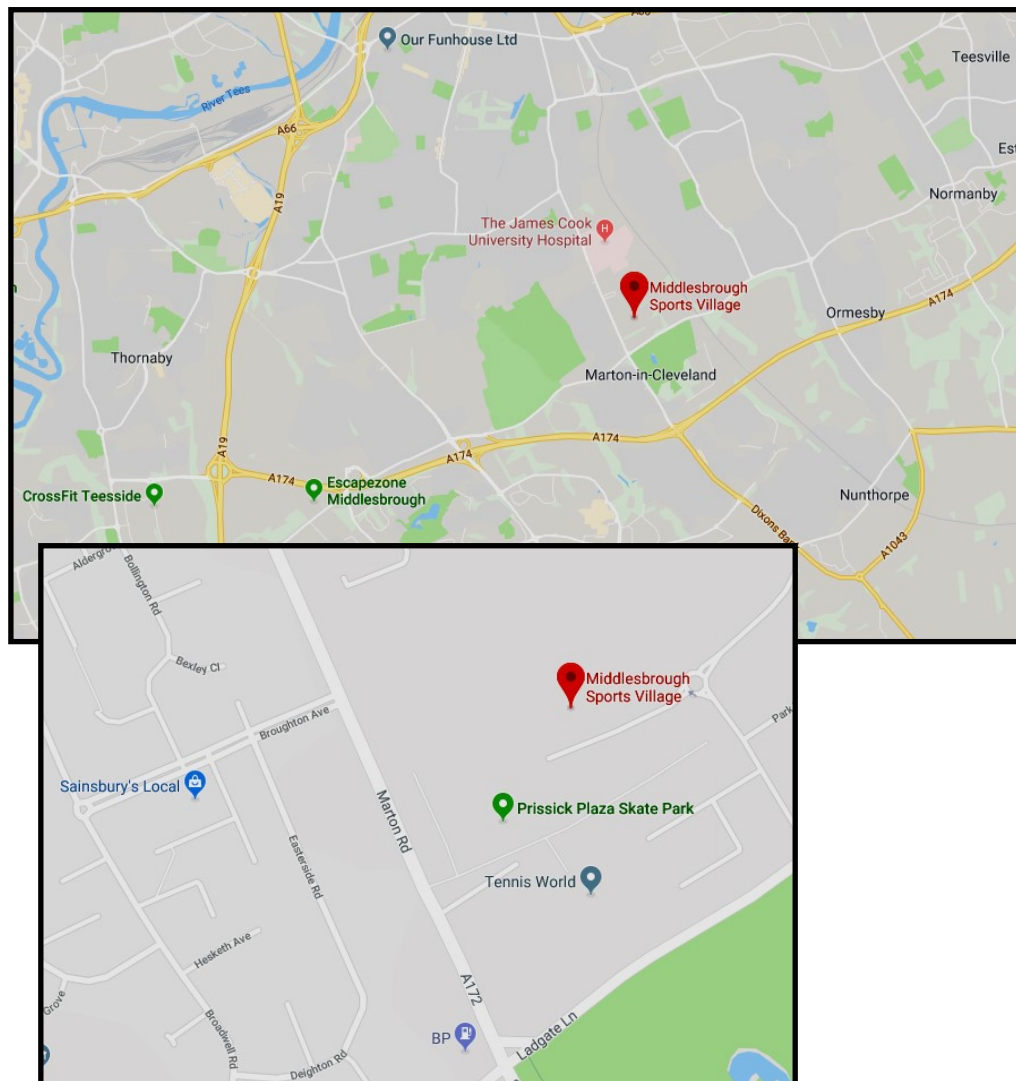 Our Funhouse Ltd
Teesville
River Tees
A66
A19
Normanby
The James Cook
University Hospital
H
Middlesbrough
Sports Village
A174
Ormesby
Thornaby
Marton-in-Cleveland
A19
A174
A174
A174
CrossFit Teesside
Escapezone
Middlesbrough
Nunthorpe
A1043
Bollington Rd
Bexley Cl
Middlesbrough
Sports Village
Broughton Ave
Park
Sainsbury's Local
Marton Rd
Prissick Plaza Skate Park
Easterside Rd
Tennis World
Hesketh Ave
A172
Grove
Broadwell Rd
BP
Ladgate Ln
Deighton Rd